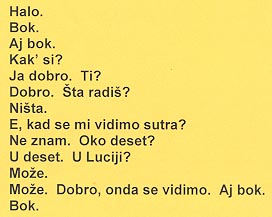 Halo.
Bok.
Aj bok.
Kak' si?
Ja dobro.  Ti?
Dobro.  Šta radiš?
Ništa.
E, kad se mi vidimo sutra?
Ne znam.  Oko deset?
U deset.  U Luciji?
Može.
Može.  Dobro, onda se vidimo.  Aj bok.
Bok.